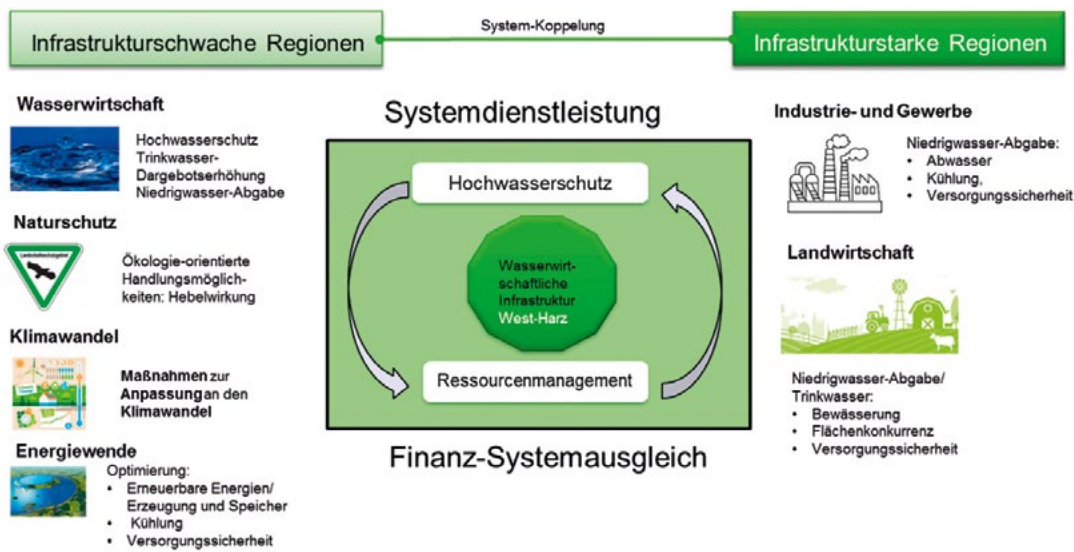 Infrastrukturschwache Regionen
System-Koppelung
Infrastrukturstarke Regionen
Wasserwirtschaft
Hochwasserschutz
Trinkwasser-
Dargebotserhöhung
Niedrigwasser-Abgabe
Naturschutz
Landschaftsschutzgebiet
Ökologie-orientierte
Handlungsmöglich-
keiten: Hebelwirkung
Klimawandel
Maßnahmen zur
Anpassung an den
Klimawandel
Energiewende
Optimierung:
• Erneuerbare Energien/
Erzeugung und Speicher
• Kühlung
• Versorgungssicherheit
Systemdienstleistung
Hochwasserschutz
Wasserwirt-
schaftliche
Infrastruktur
West-Harz
Ressourcenmanagement
Finanz-Systemausgleich
Industrie- und Gewerbe
Niedrigwasser-Abgabe:
• Abwasser
• Kühlung,
• Versorgungssicherheit
Landwirtschaft
Niedrigwasser-Abgabe/
Trinkwasser:
• Bewässerung
• Flächenkonkurrenz
• Versorgungssicherheit